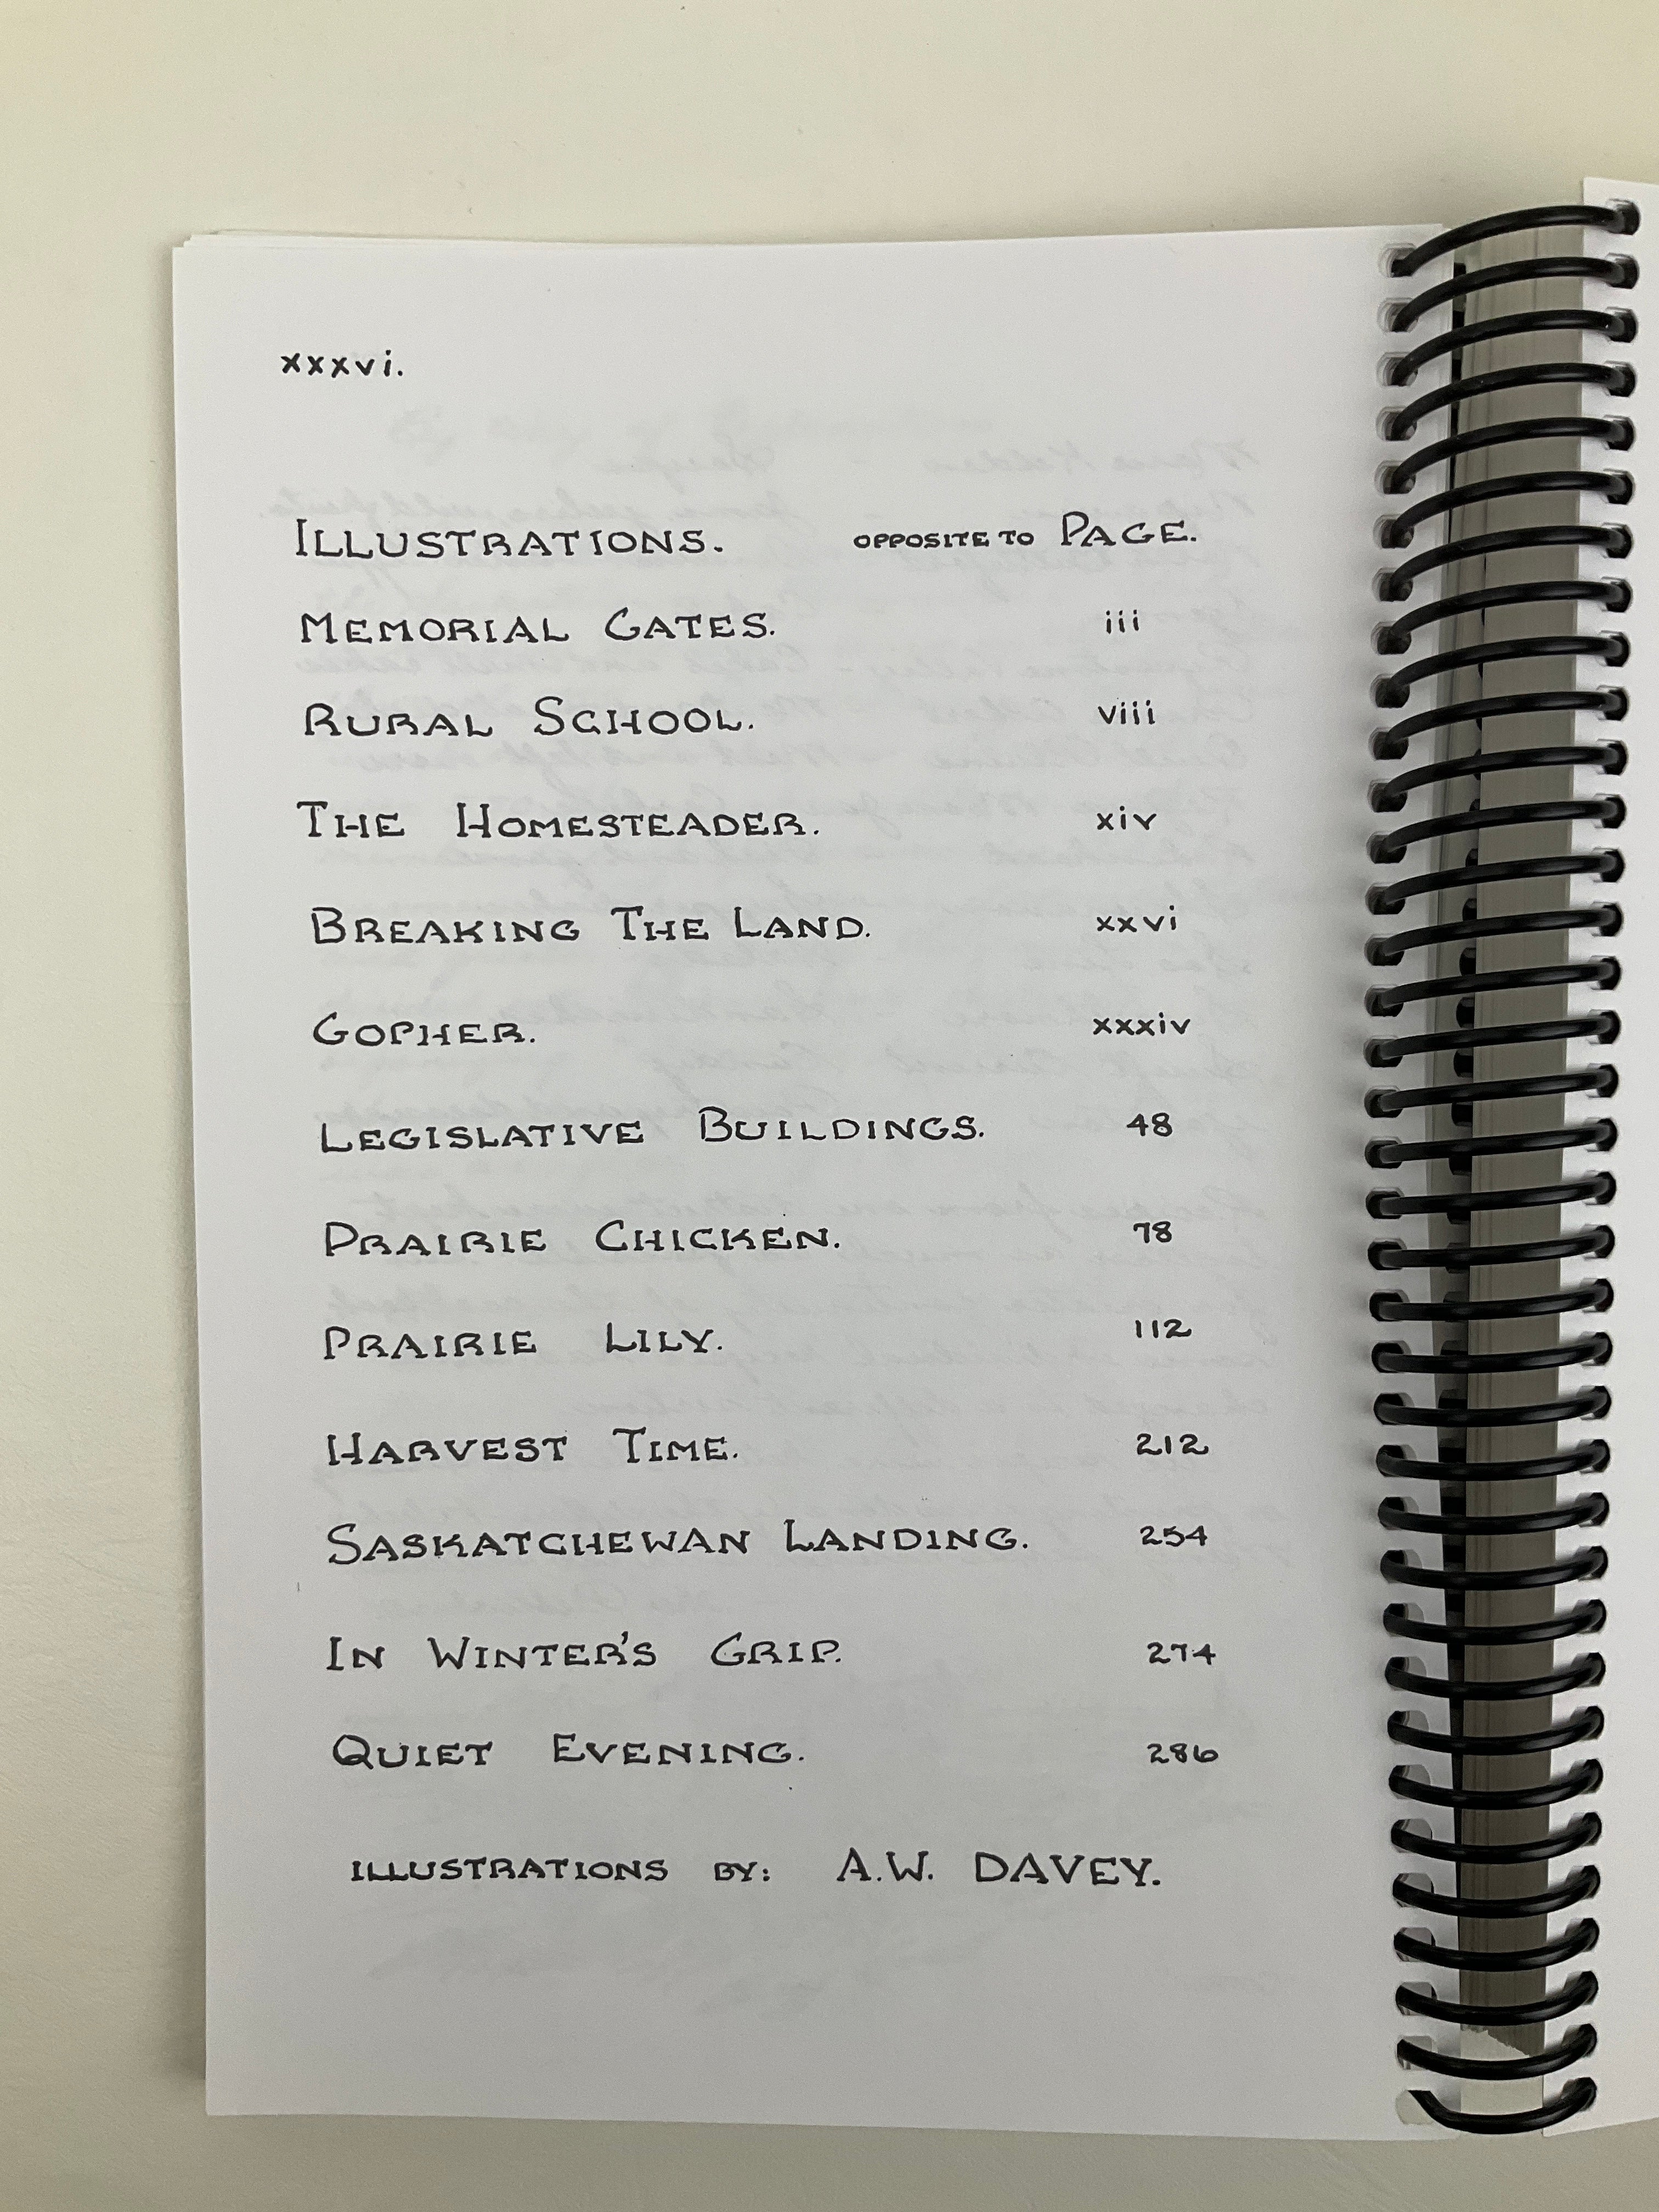 xxxvi.
ILLUSTRATIONS. OPPOSITE TO PAGE.
MEMORIAL GATES. iii
RURAL SCHOOL. viii
THE HOMESTEADER. xiv
BREAKING THE LAND. xxvi
GOPHER. xxxiv
LEGISLATIVE BUILDINGS. 48
PRAIRIE CHICKEN. 78
PRAIRIE LILY. 112
HARVEST TIME. 212
SASKATCHEWAN LANDING. 254
IN WINTER'S GRIP. 274
QUIET EVENING. 286
ILLUSTRATIONS BY: A.W. DAVEY.